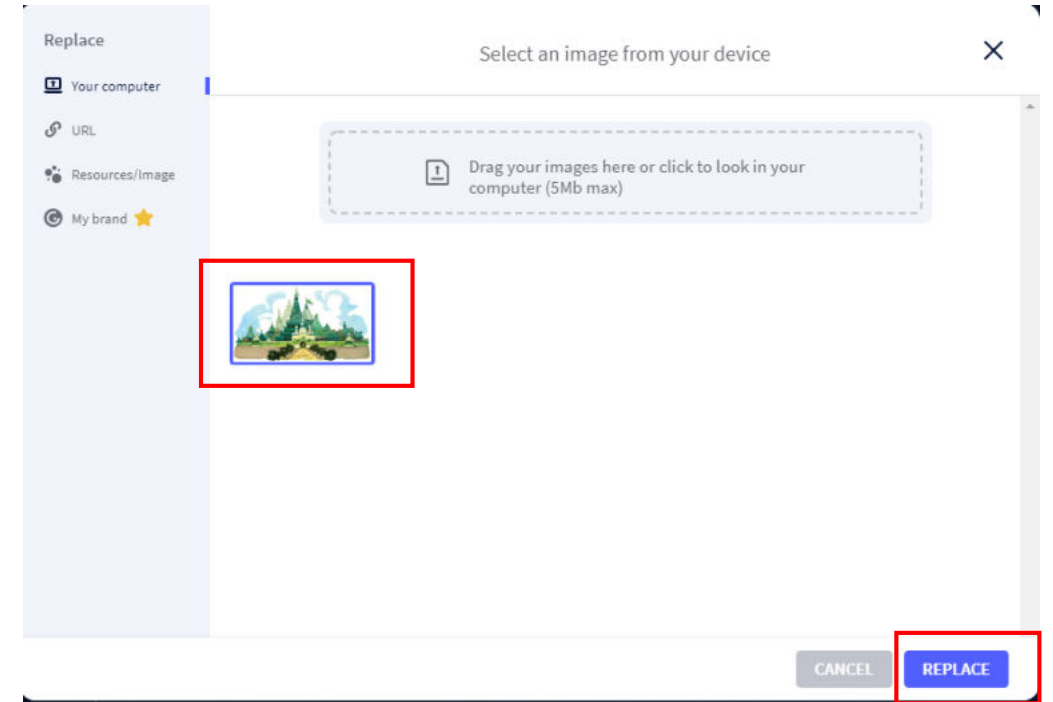 Replace
Select an image from your device
Your computer
URL
Resources/Image
My brand
Drag your images here or click to look in your
computer (5Mb max)
CANCEL
REPLACE